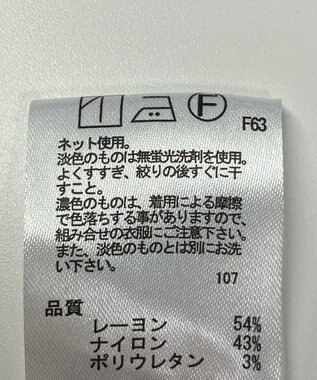 F
F63
ネット使用。
淡色のものは無蛍光洗剤を使用。
よくすすぎ、絞りの後すぐに干
すこと。
濃色のものは、着用による摩擦
で色落ちする事がありますので、
組み合せの衣服にご注意下さい。
また、淡色のものとは別にお洗
い下さい。
107
品質
レーヨン 54%
ナイロン 43%
ポリウレタン 3%